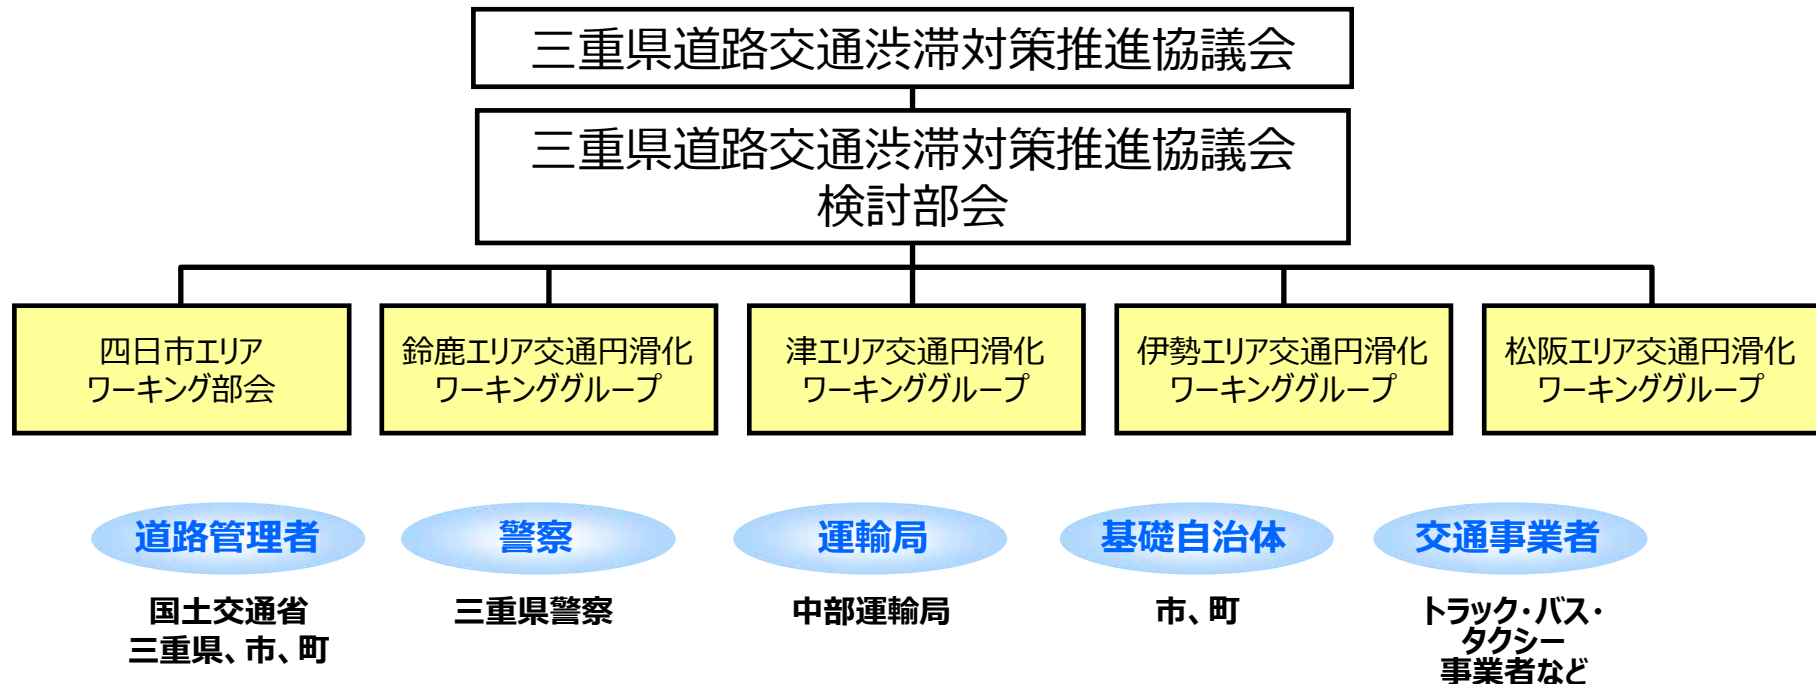 三重県道路交通渋滞対策推進協議会
三重県道路交通渋滞対策推進協議会
検討部会
四日市エリア
ワーキング部会
鈴鹿エリア交通円滑化
ワーキンググループ
津エリア交通円滑化
ワーキンググループ
伊勢エリア交通円滑化
ワーキンググループ
松阪エリア交通円滑化
ワーキンググループ
道路管理者
国土交通省
三重県、市、町
警察
三重県警察
運輸局
中部運輸局
基礎自治体
市、町
交通事業者
トラック・バス・
タクシー
事業者など